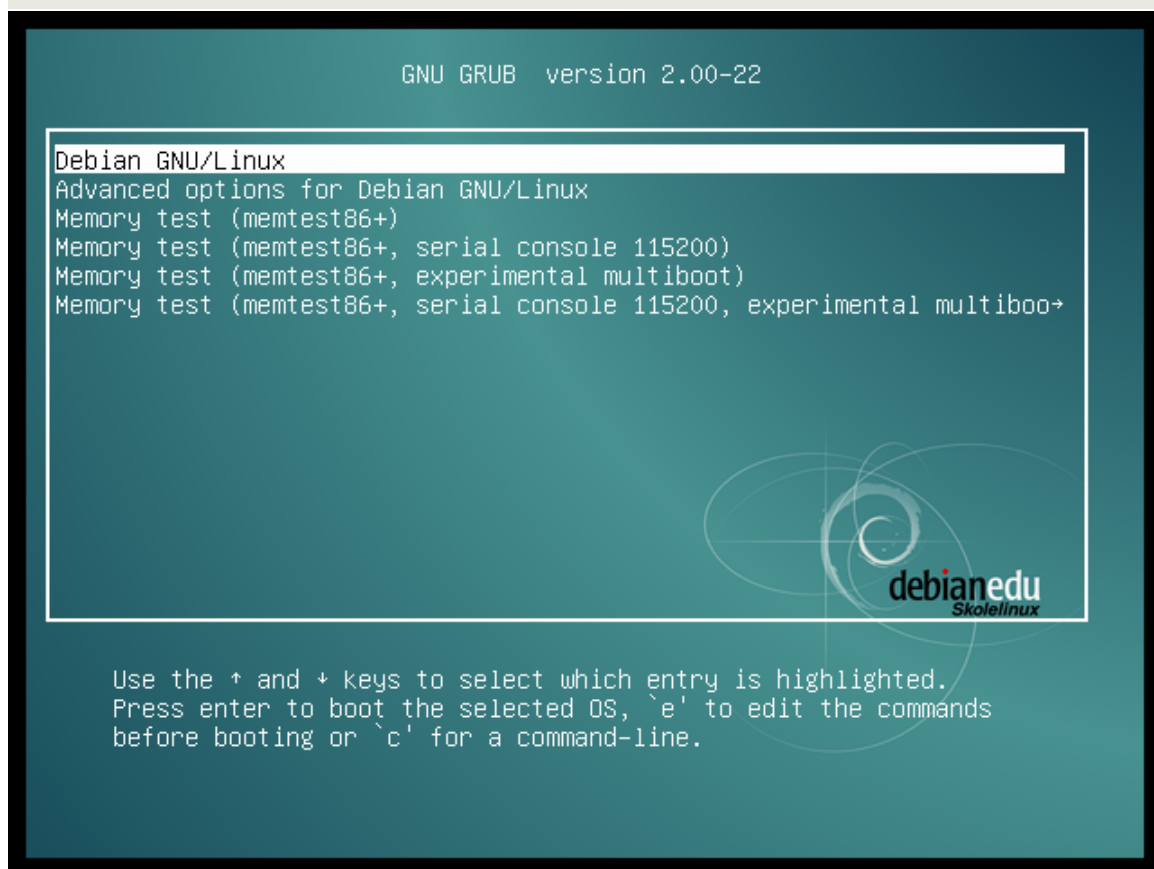 GNU GRUB version 2.00-22
Debian GNU/Linux
Advanced options for Debian GNU/Linux
Memory test (memtest86+)
Memory test (memtest86+, serial console 115200)
Memory test (memtest86+, experimental multiboot)
Memory test (memtest86+, serial console 115200, experimental multiboo→
debianedu
Skolelinux
Use the ↑ and ↓ keys to select which entry is highlighted.
Press enter to boot the selected OS, `e' to edit the commands
before booting or `c' for a command-line.